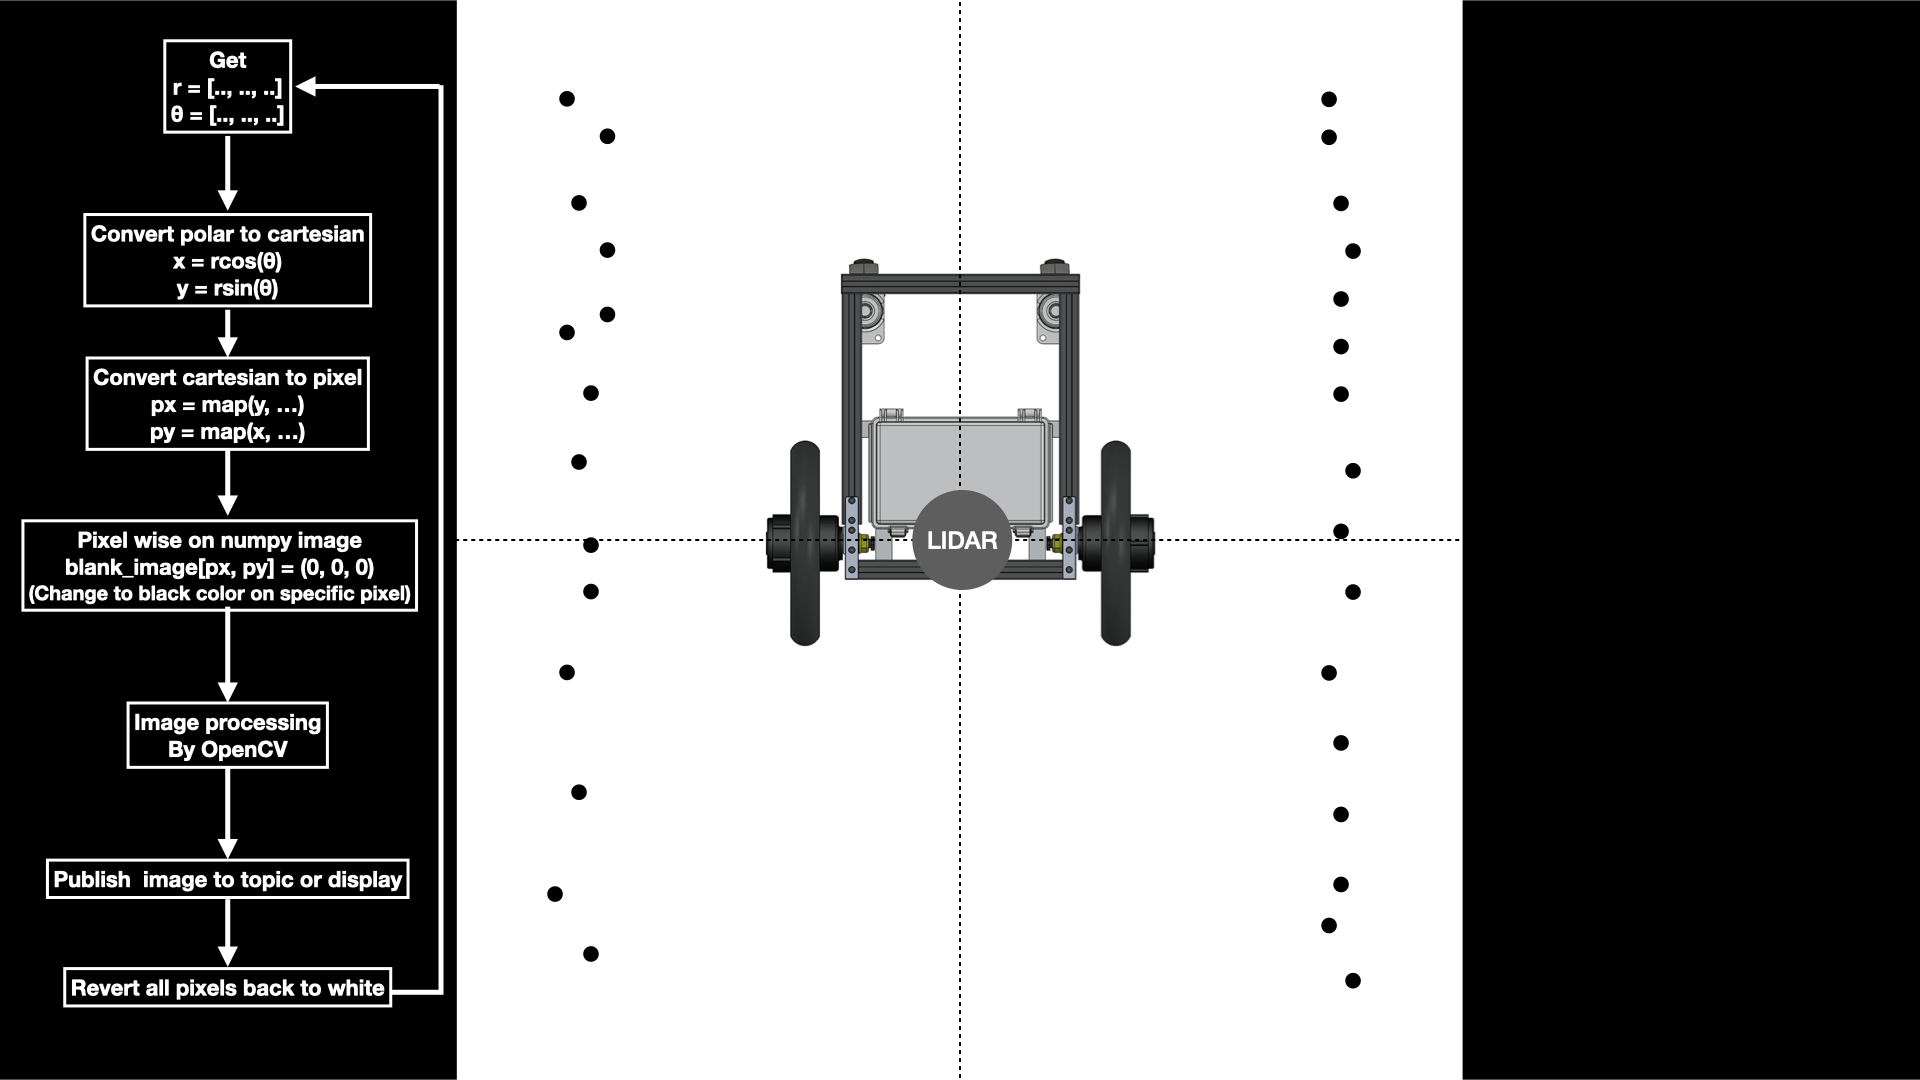 Get
r = [.., .., ..]
θ = [.., .., ..]
Convert polar to cartesian
x = rcos(θ)
y = rsin(θ)
Convert cartesian to pixel
px = map(y, …)
py = map(x, …)
Pixel wise on numpy image
blank_image[px, py] = (0, 0, 0)
(Change to black color on specific pixel)
Image processing
By OpenCV
Publish  image to topic or display
Revert all pixels back to white
LIDAR